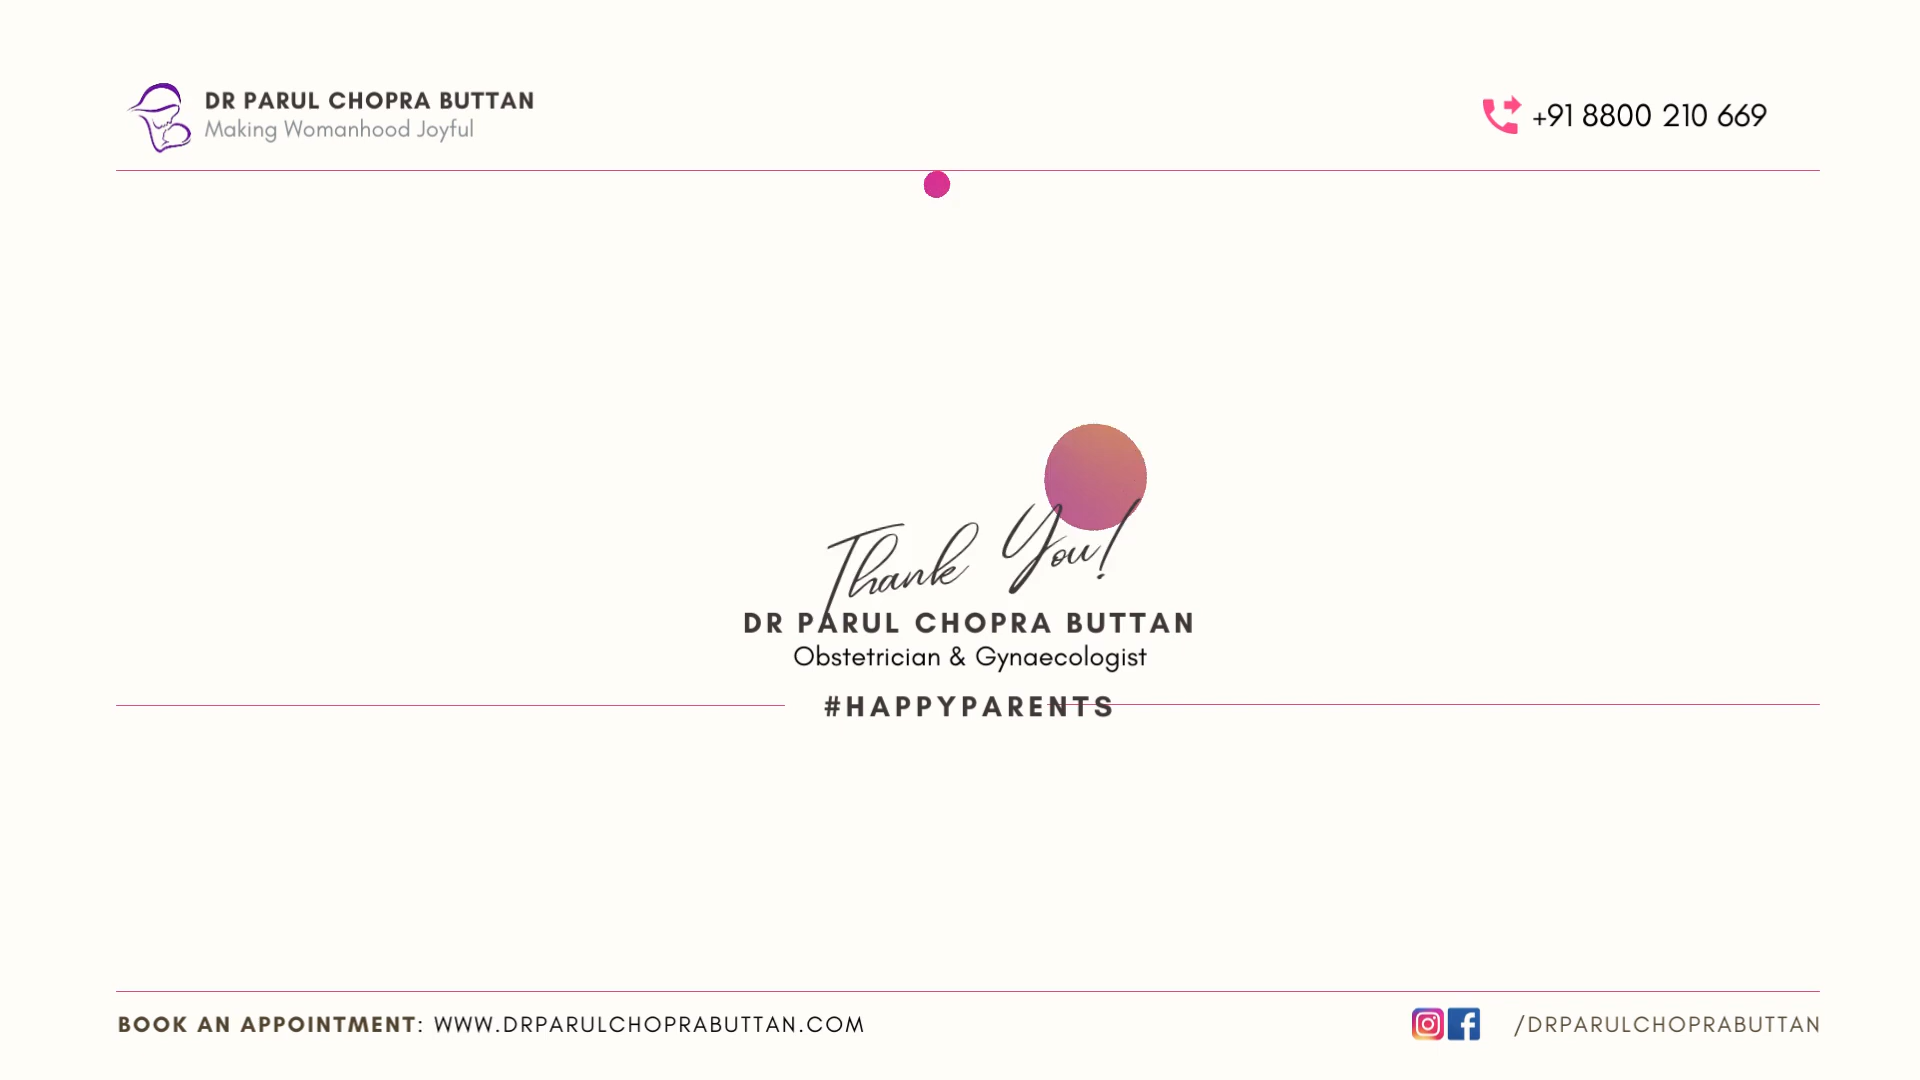 DR PARUL CHOPRA BUTTAN
Making Womanhood Joyful
+91 8800 210 669
Thank You!
DR PARUL CHOPRA BUTTAN
Obstetrician & Gynaecologist
#HAPPYPARENTS
BOOK AN APPOINTMENT: WWW.DRPARULCHOPRABUTTAN.COM
/DRPARULCHOPRABUTTAN